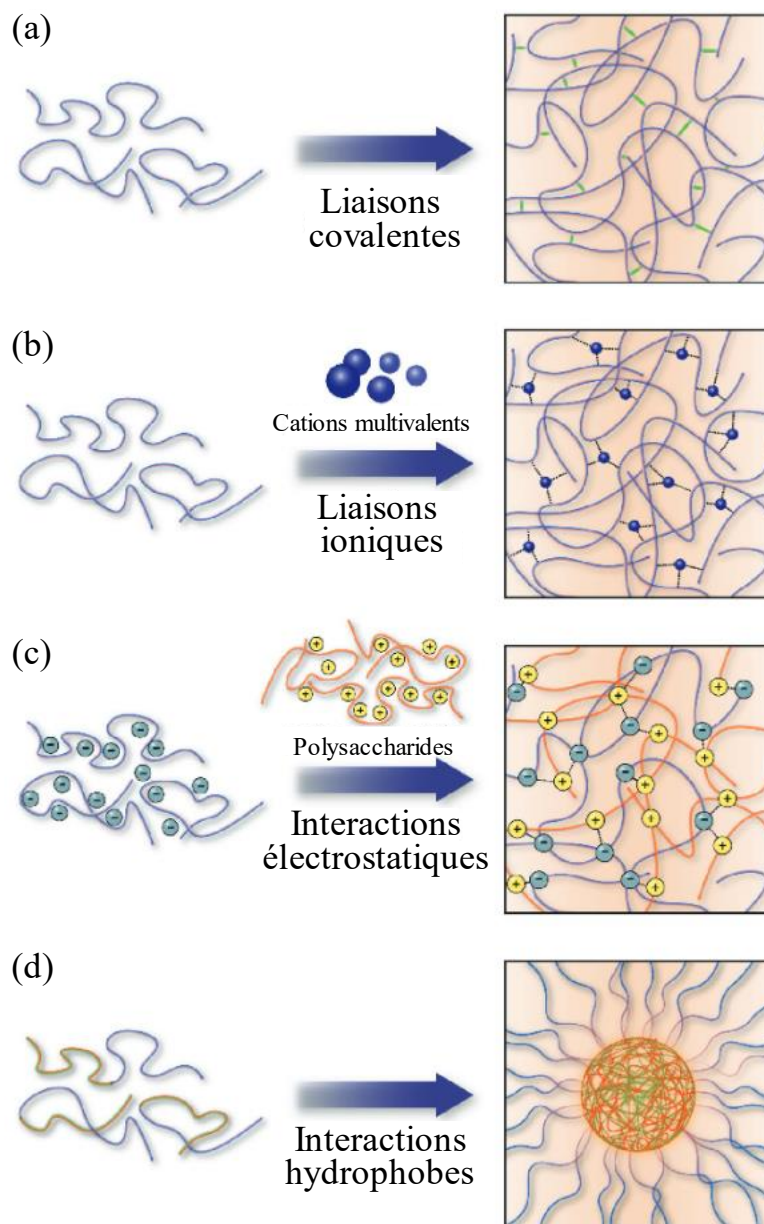 (a)
Liaisons
covalentes
(b)
Cations multivalents
Liaisons
ioniques
(c)
Polysaccharides
Interactions
électrostatiques
(d)
Interactions
hydrophobes